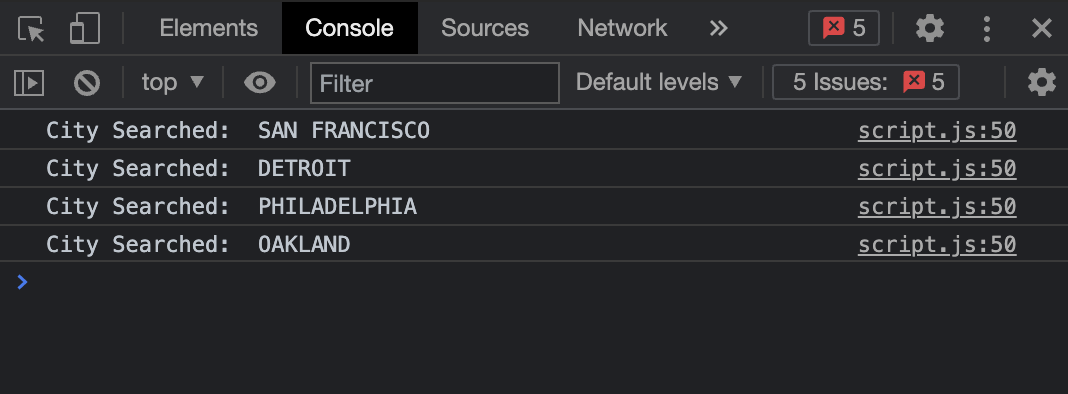 Elements Console Sources Network 5
top Filter Default levels 5 Issues: 5
City Searched: SAN FRANCISCO script.js:50
City Searched: DETROIT script.js:50
City Searched: PHILADELPHIA script.js:50
City Searched: OAKLAND script.js:50